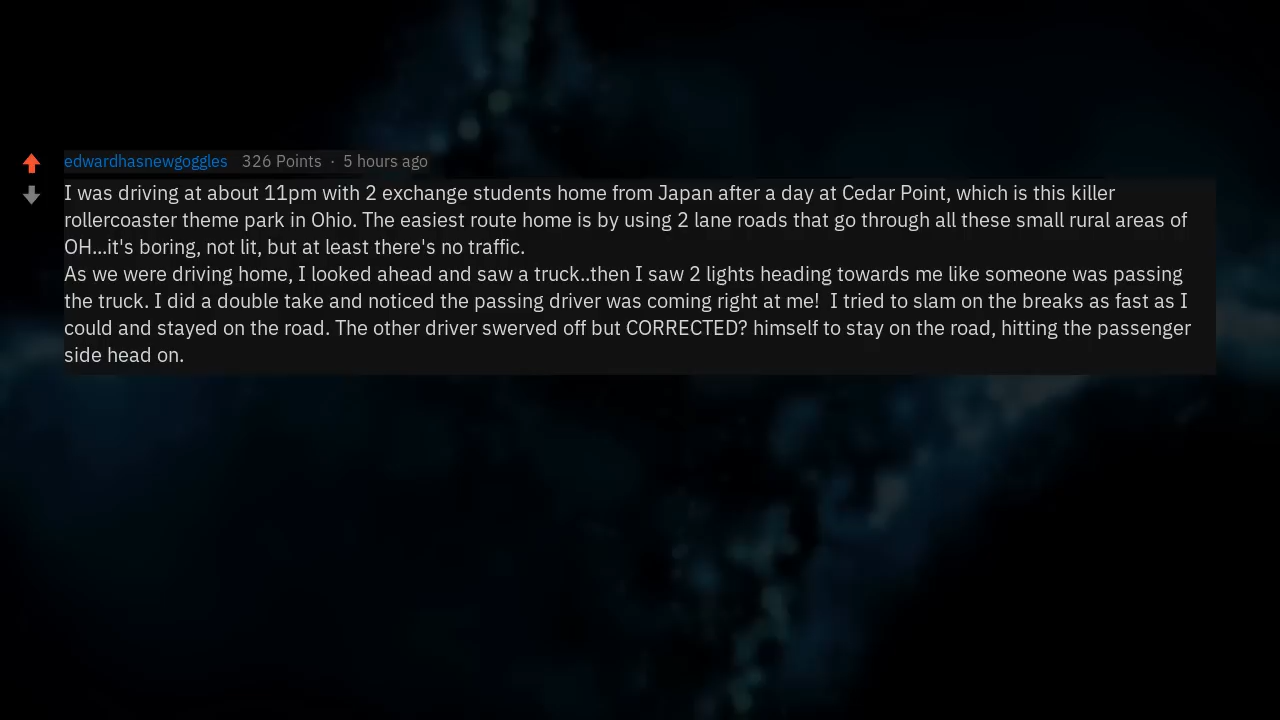 edwardhasnewgoggles 326 Points · 5 hours ago
I was driving at about 11pm with 2 exchange students home from Japan after a day at Cedar Point, which is this killer
rollercoaster theme park in Ohio. The easiest route home is by using 2 lane roads that go through all these small rural areas of
OH...it's boring, not lit, but at least there's no traffic.
As we were driving home, I looked ahead and saw a truck..then I saw 2 lights heading towards me like someone was passing
the truck. I did a double take and noticed the passing driver was coming right at me!  I tried to slam on the breaks as fast as I
could and stayed on the road. The other driver swerved off but CORRECTED? himself to stay on the road, hitting the passenger
side head on.